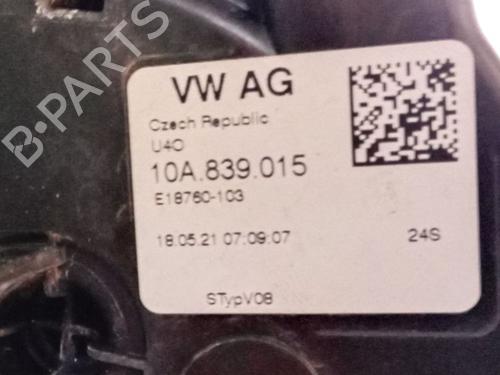 B-PARTS
VW AG
Czech Republic
U4O
10A.839.015
E18760-103
18.05.21 07:09:07
24S
STypV08